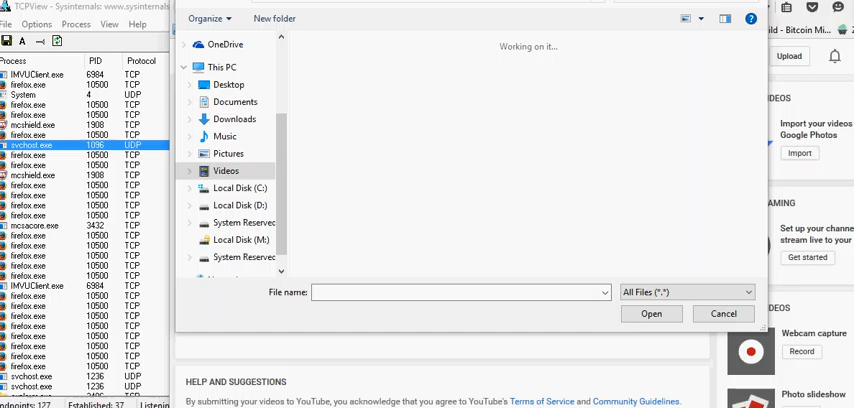 TCPView - Sysinternals: www.sysinternals
File Options Process View Help
A
Process PID Protocol
IMVUClient.exe 6984 TCP
firefox.exe 10500 TCP
System 4 UDP
firefox.exe 10500 TCP
firefox.exe 10500 TCP
mcshield.exe 1908 TCP
firefox.exe 10500 TCP
svchost.exe 1096 UDP
firefox.exe 10500 TCP
firefox.exe 10500 TCP
mcshield.exe 1908 TCP
firefox.exe 10500 TCP
firefox.exe 10500 TCP
firefox.exe 10500 TCP
firefox.exe 10500 TCP
mcsacore.exe 3432 TCP
firefox.exe 10500 TCP
firefox.exe 10500 TCP
firefox.exe 10500 TCP
firefox.exe 10500 TCP
firefox.exe 10500 TCP
IMVUClient.exe 6984 TCP
firefox.exe 10500 TCP
firefox.exe 10500 TCP
firefox.exe 10500 TCP
firefox.exe 10500 TCP
firefox.exe 10500 TCP
firefox.exe 10500 TCP
firefox.exe 10500 TCP
firefox.exe 10500 TCP
svchost.exe 1236 UDP
svchost.exe 1236 UDP
Endpoints: 127 Established: 37 Listening
Organize New folder
OneDrive
This PC
Desktop
Documents
Downloads
Music
Pictures
Videos
Local Disk (C:)
Local Disk (D:)
System Reserved
Local Disk (M:)
System Reserved
Working on it...
File name: All Files (*.*)
Open Cancel
HELP AND SUGGESTIONS
By submitting your videos to YouTube, you acknowledge that you agree to YouTube's Terms of Service and Community Guidelines.
ild - Bitcoin Mi...
Upload
IDEOS
Import your videos
Google Photos
Import
AMING
Set up your channe
stream live to your
Get started
IDEOS
Webcam capture
Record
Photo slideshow